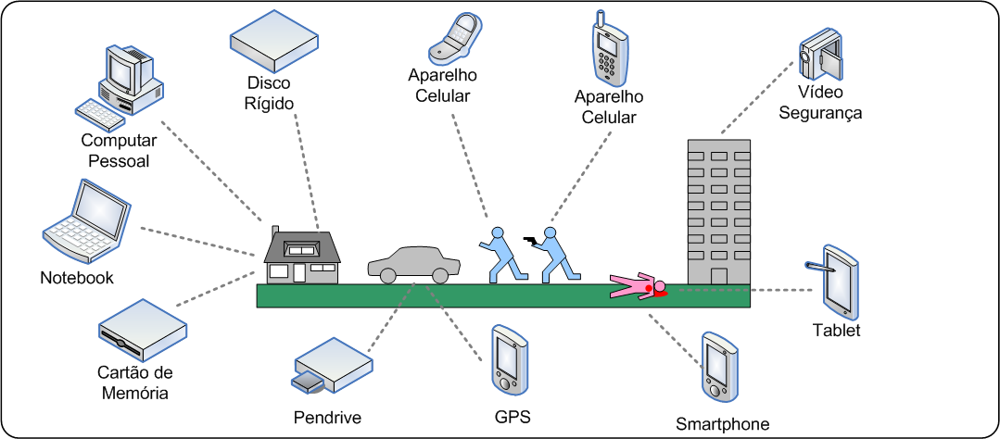 Disco
Rígido
Aparelho
Celular
Aparelho
Celular
Vídeo
Segurança
Computar
Pessoal
Notebook
Tablet
Cartão de
Memória
Pendrive
GPS
Smartphone